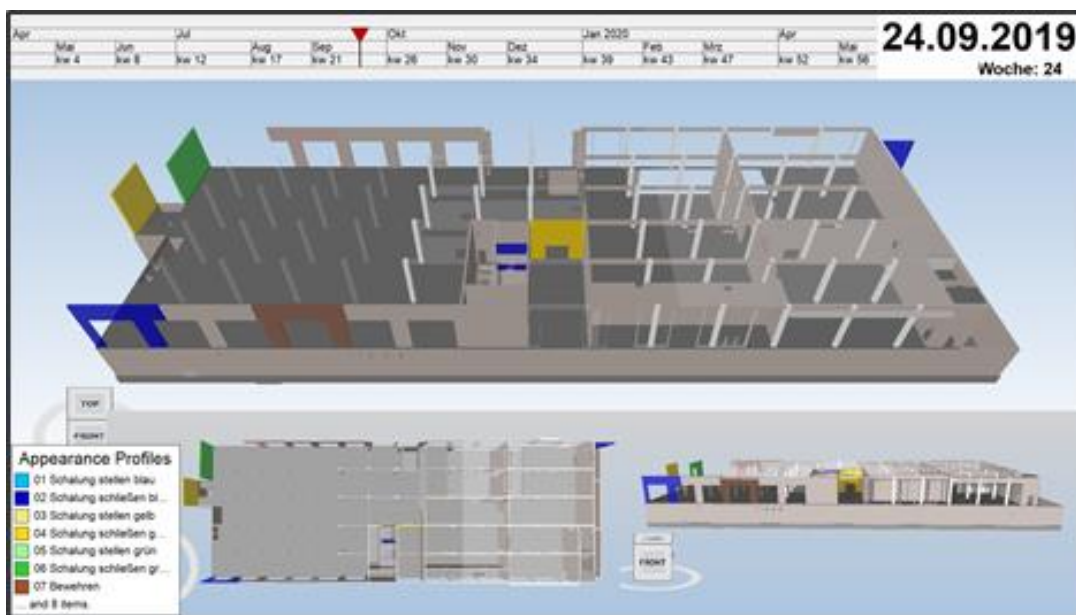 Apr Jul Okt Jan 2020 Apr
Mai Jun Aug Sep Nov Dez Feb Mrz Mai
kw 4 kw 8 kw 12 kw 17 kw 21 kw 26 kw 30 kw 34 kw 39 kw 43 kw 47 kw 52 kw 56
24.09.2019
Woche: 24
TOP
FRONT
Appearance Profiles
01 Schalung stellen blau
02 Schalung schließen bl...
03 Schalung stellen gelb
04 Schalung schließen g...
05 Schalung stellen grün
06 Schalung schließen gr...
07 Bewehren
... and 8 items.
FRONT